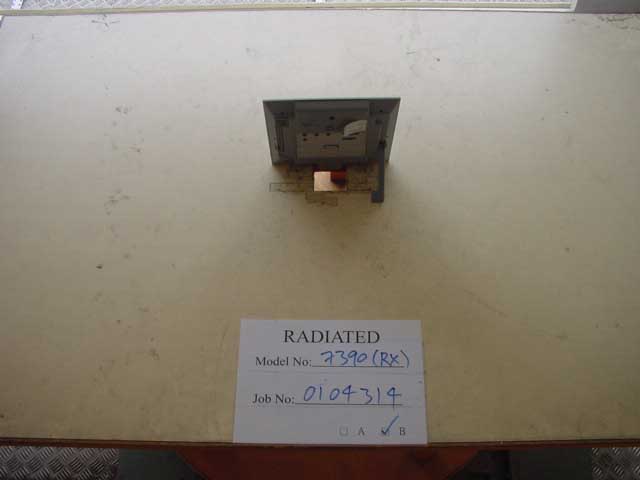 RADIATED
Model No: 7390(RX)
Job No: 0104314
☐ A ☑ B